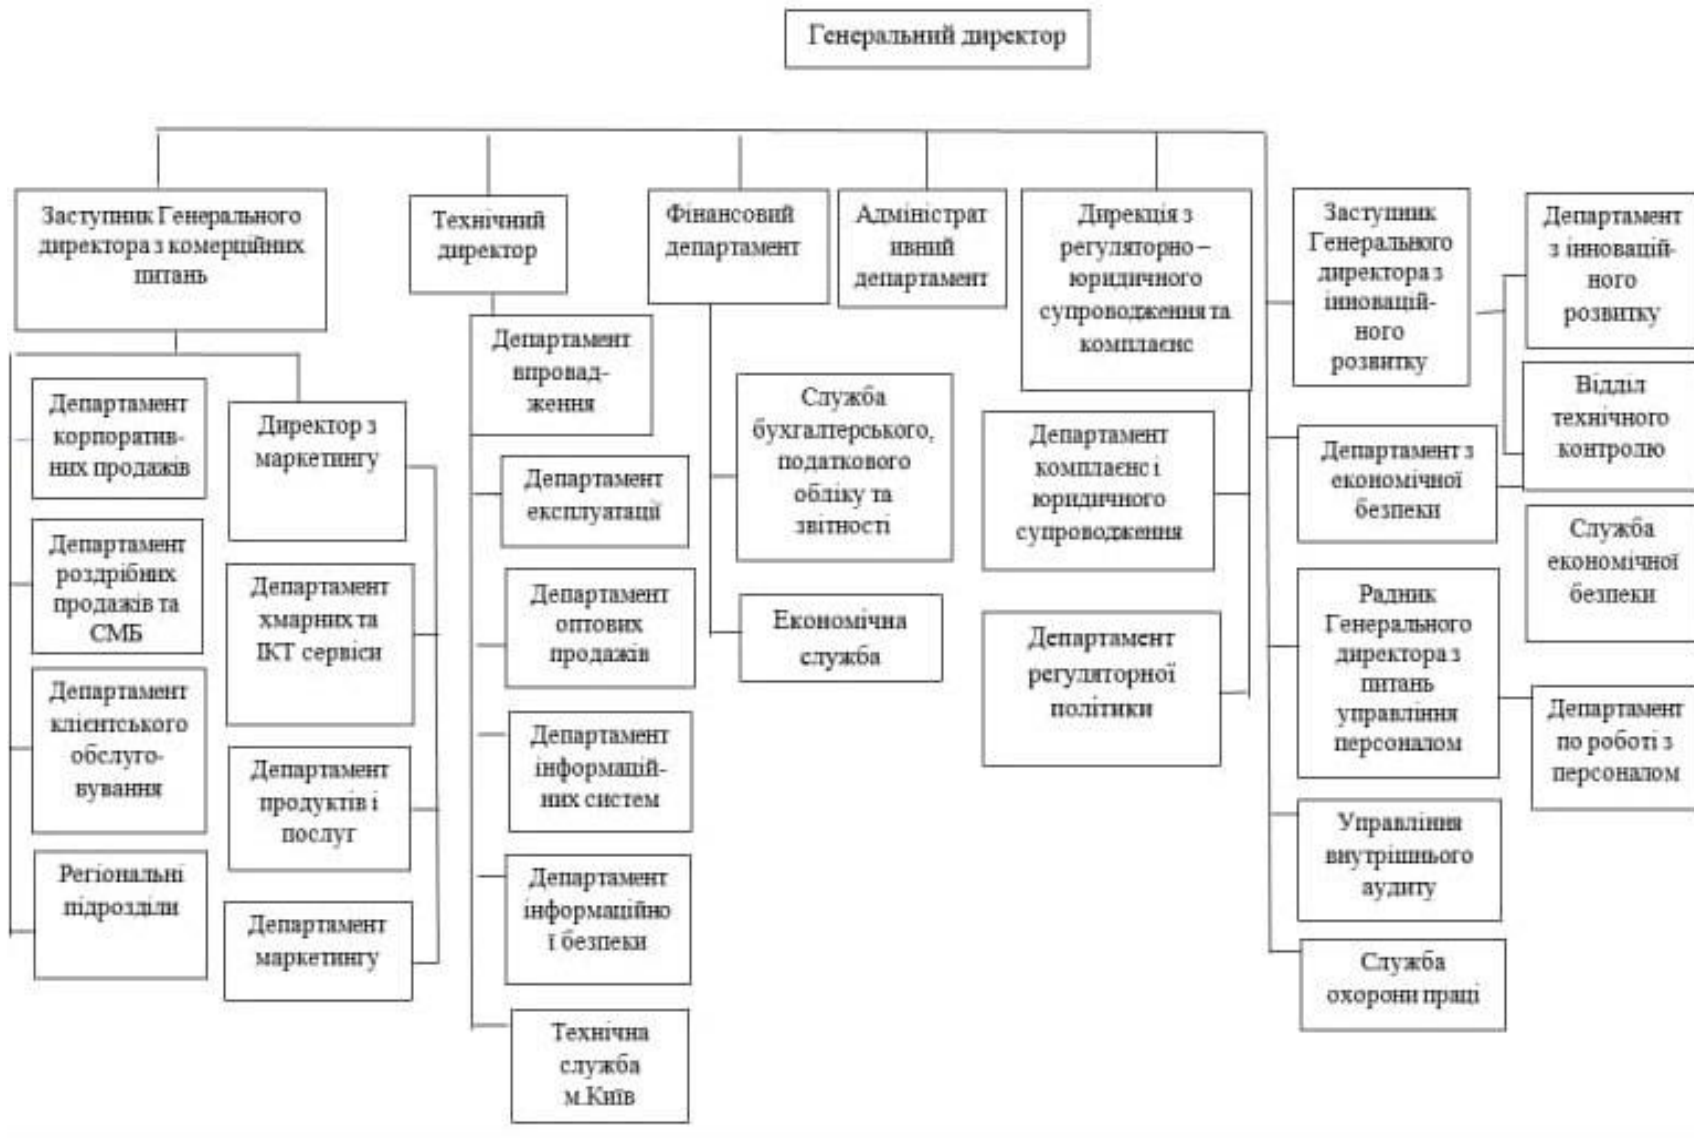 Генеральний директор
Заступник Генерального
директора з комерційних
питань
Технічний
директор
Фінансовий
департамент
Адміністрат
ивний
департамент
Дирекція з
регуляторно –
юридичного
супроводження та
комплаєнс
Заступник
Генерального
директора з
інноваційй-
ного
розвитку
Департамент
з інноваційй-
ного
розвитку
Департамент
корпоратив-
них продажів
Департамент
роздрібних
продажів та
СМБ
Департамент
клієнтського
обслуго-
вування
Регіональні
підрозділи
Директор з
маркетингу
Департамент
хмарних та
ІКТ сервіси
Департамент
продуктів і
послуг
Департамент
маркетингу
Департамент
впровад-
ження
Департамент
експлуатації
Департамент
оптових
продажів
Департамент
інформацій-
них систем
Департамент
інформаційно
ї безпеки
Технічна
служба
м.Київ
Служба
бухгалтерського,
податкового
обліку та
звітності
Економічна
служба
Департамент
комплаєнс і
юридичного
супроводження
Департамент
регуляторної
політики
Департамент з
економічної
безпеки
Радник
Генерального
директора з
питань
управління
персоналом
Управління
внутрішнього
аудиту
Служба
охорони праці
Відділ
технічного
контролю
Служба
економічної
безпеки
Департамент
по роботі з
персоналом